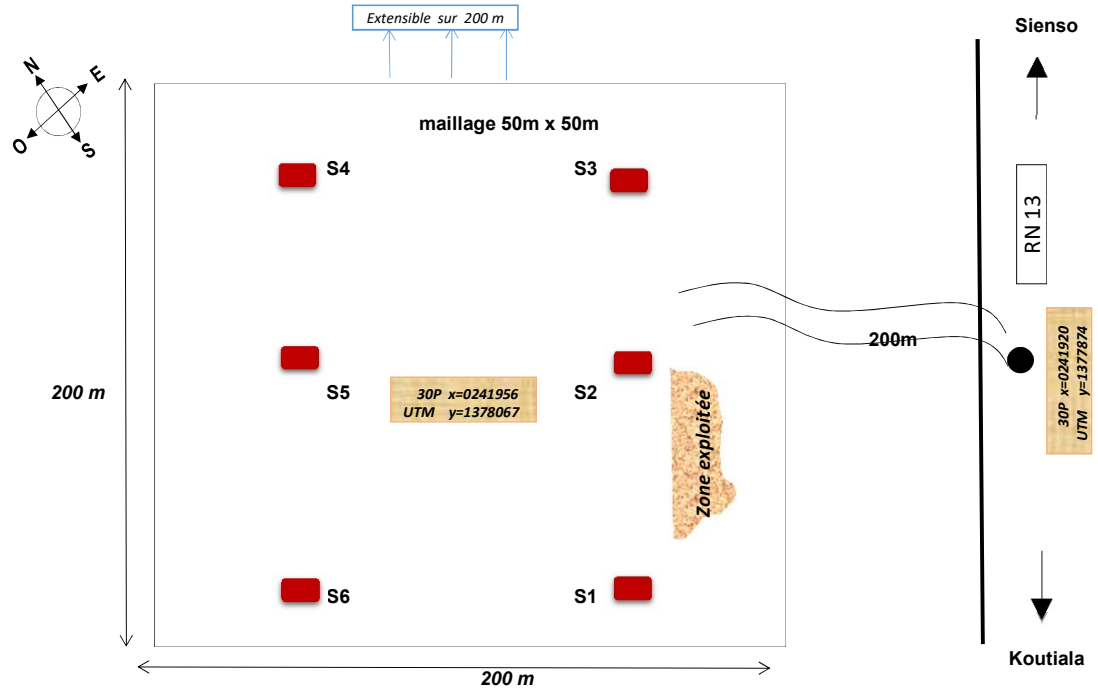 Extensible sur 200 m
Sienso
N
E
O
S
maillage 50m x 50m
S4
S3
RN 13
200m
30P x=0241920
UTM y=1377874
200 m
S5
30P x=0241956
UTM y=1378067
S2
Zone exploitée
S6
S1
Koutiala
200 m